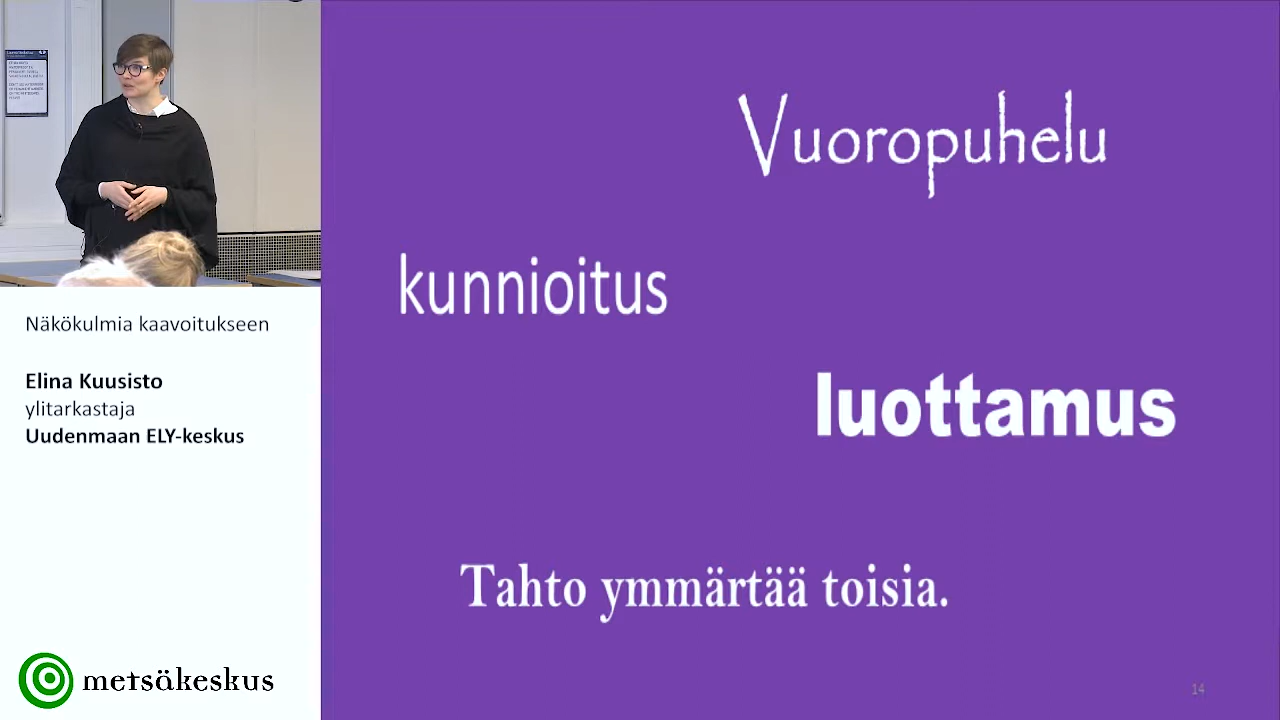 Vuoropuhelu
kunnioitus
luottamus
Tahto ymmärtää toisia.
14
Näkökulmia kaavoitukseen
Elina Kuusisto
ylitarkastaja
Uudenmaan ELY-keskus
metsäkeskus